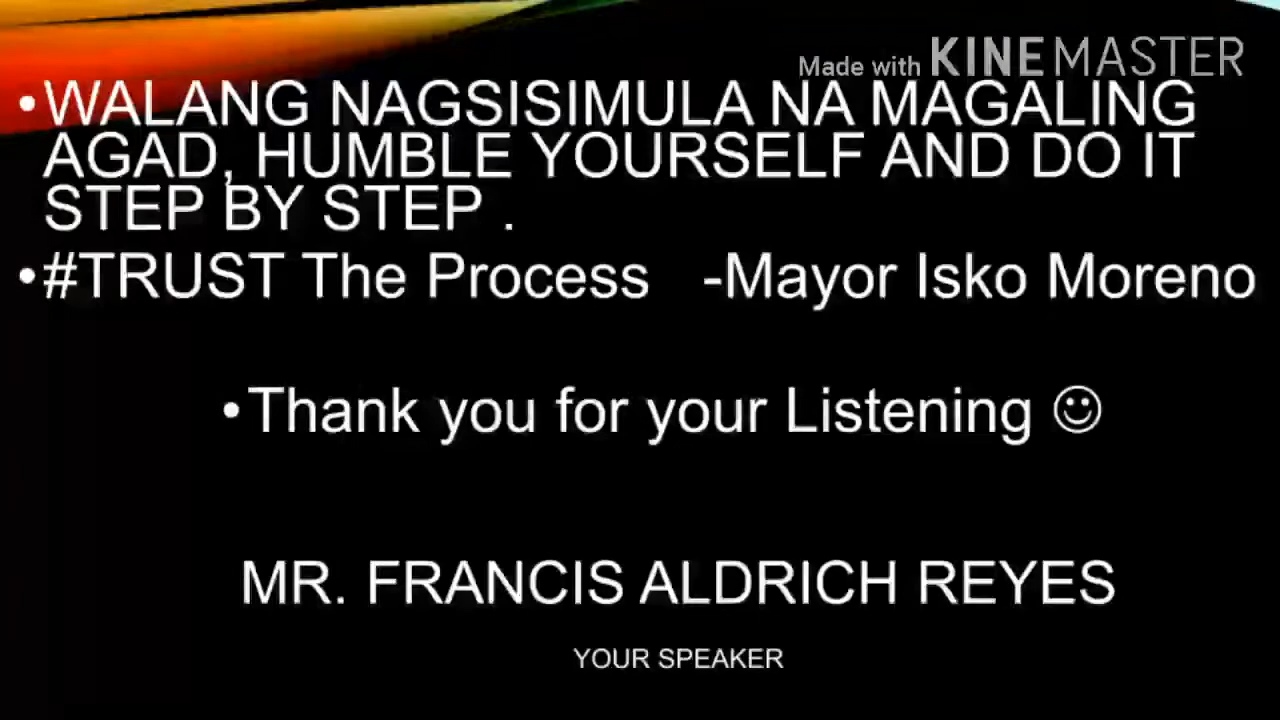 Made with KINEMASTER
•WALANG NAGSISIMULA NA MAGALING
AGAD, HUMBLE YOURSELF AND DO IT
STEP BY STEP .
•#TRUST The Process -Mayor Isko Moreno
•Thank you for your Listening ☺
MR. FRANCIS ALDRICH REYES
YOUR SPEAKER